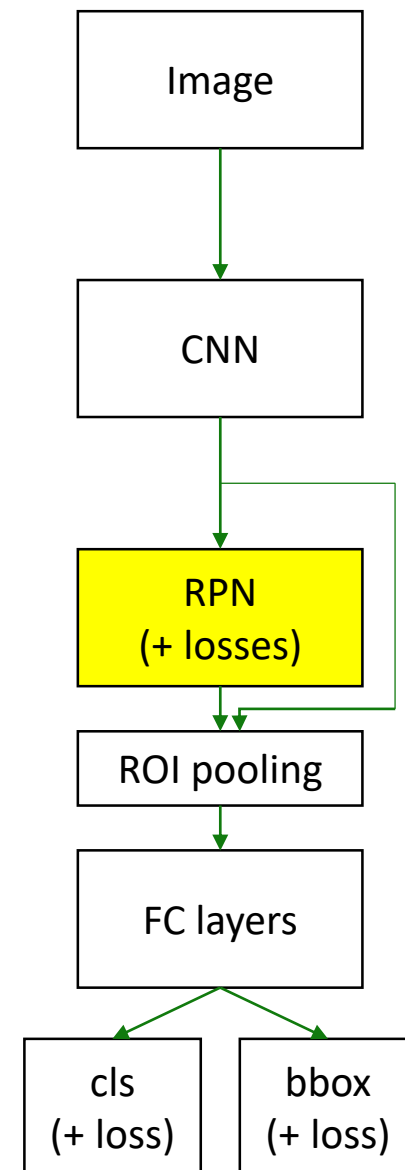 Image
CNN
RPN
(+ losses)
ROI pooling
FC layers
cls
(+ loss)
bbox
(+ loss)